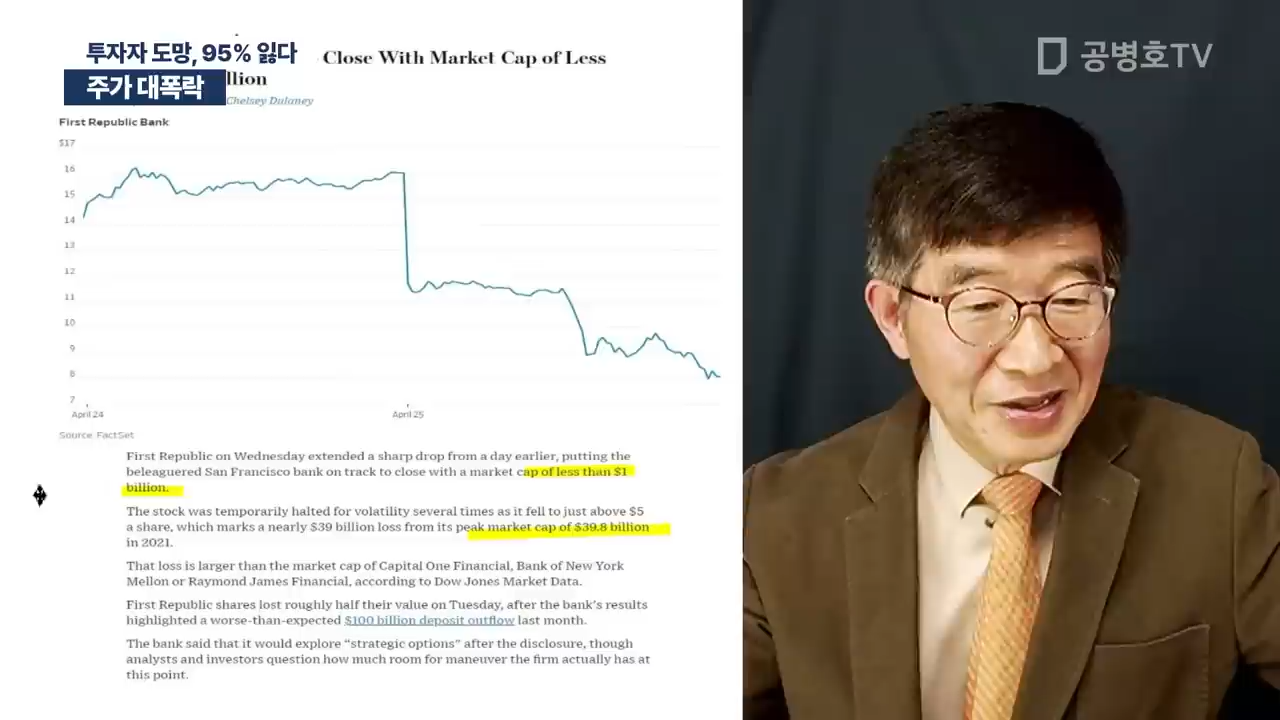 투자자 도망, 95% 잃다
주가 대폭락
Close With Market Cap of Less
llion
Chelsey Dulaney
공병호TV
First Republic Bank
$17
16
15
14
13
12
11
10
9
8
7
April 24
April 25
Source: FactSet
First Republic on Wednesday extended a sharp drop from a day earlier, putting the
beleaguered San Francisco bank on track to close with a market cap of less than $1
billion.
The stock was temporarily halted for volatility several times as it fell to just above $5
a share, which marks a nearly $39 billion loss from its peak market cap of $39.8 billion
in 2021.
That loss is larger than the market cap of Capital One Financial, Bank of New York
Mellon or Raymond James Financial, according to Dow Jones Market Data.
First Republic shares lost roughly half their value on Tuesday, after the bank's results
highlighted a worse-than-expected $100 billion deposit outflow last month.
The bank said that it would explore “strategic options” after the disclosure, though
analysts and investors question how much room for maneuver the firm actually has at
this point.